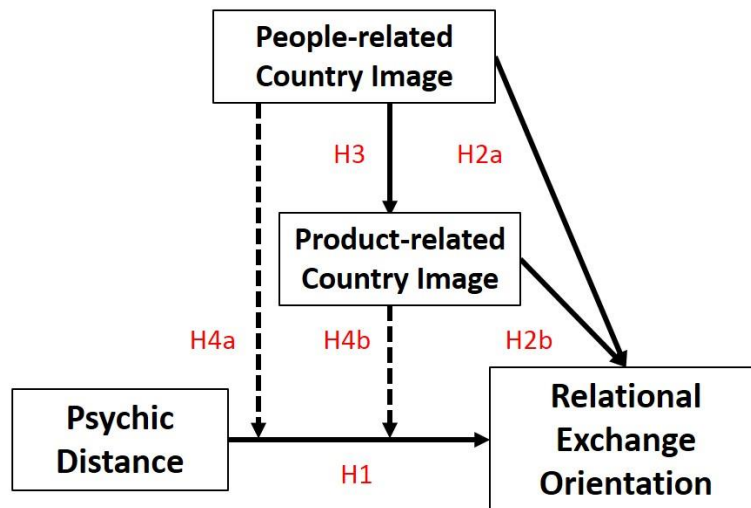 People-related
Country Image
H3
H2a
Product-related
Country Image
H4a
H4b
H2b
Psychic
Distance
H1
Relational
Exchange
Orientation